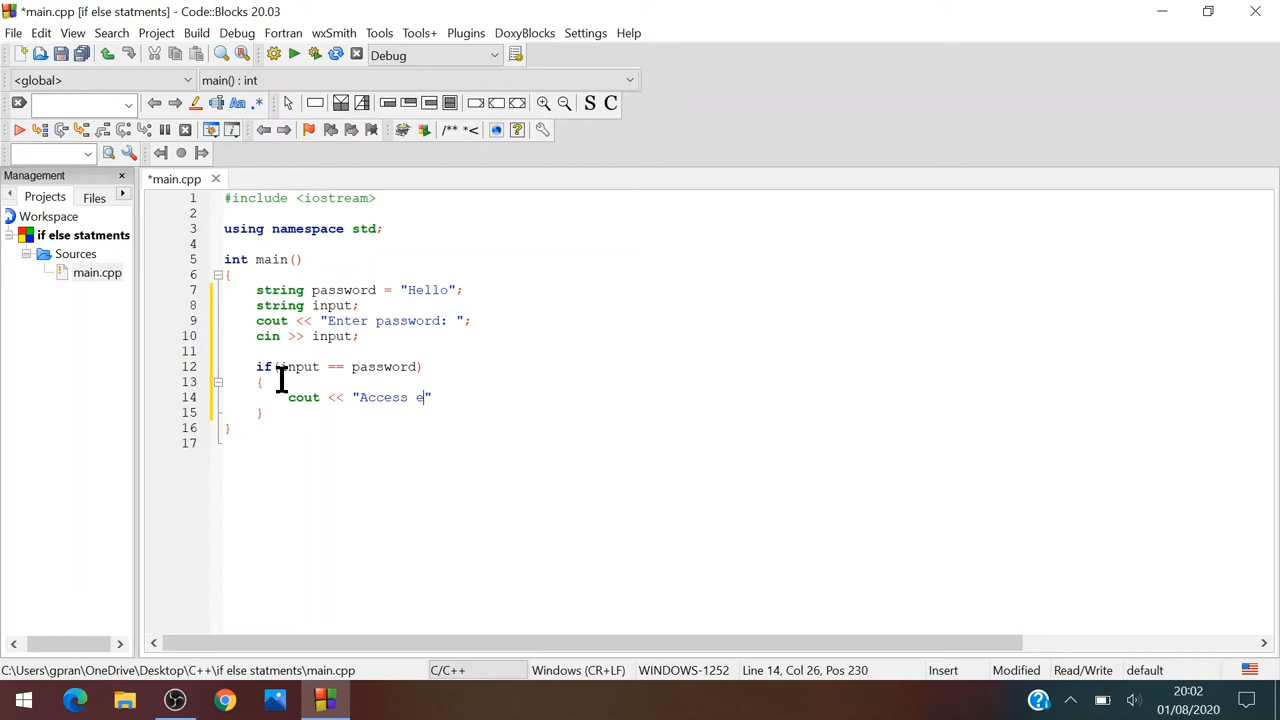 *main.cpp [if else statments] - Code::Blocks 20.03
File Edit View Search Project Build Debug Fortran wxSmith Tools Tools+ Plugins DoxyBlocks Settings Help
Debug
<global> main() : int
Aa .* S C
/** *<
Management
*main.cpp
Projects Files
Workspace
if else statments
Sources
main.cpp
1 #include <iostream>
2
3 using namespace std;
4
5 int main()
6 {
7 string password = "Hello";
8 string input;
9 cout << "Enter password: ";
10 cin >> input;
11
12 if(input == password)
13 {
14 cout << "Access e"
15 }
16 }
17
C:\Users\gpran\OneDrive\Desktop\C++\if else statments\main.cpp C/C++ Windows (CR+LF) WINDOWS-1252 Line 14, Col 26, Pos 230 Insert Modified Read/Write default
20:02
01/08/2020